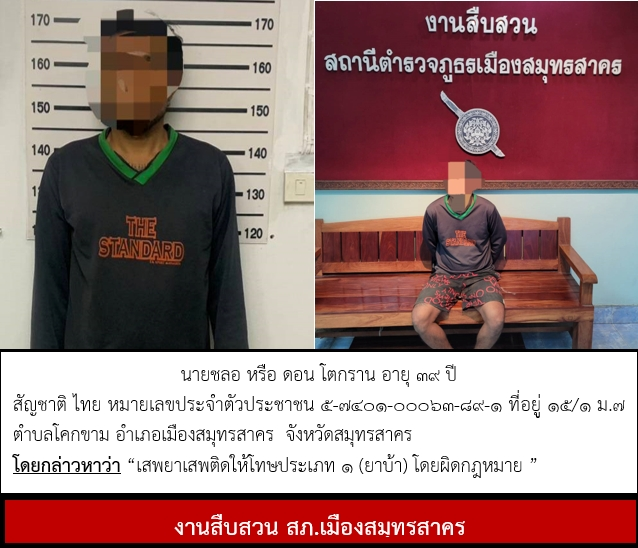 170
170
160
160
150
150
140
140
130
130
120
THE
STANDARD
งานสืบสวน
สถานีตำรวจภูธรเมืองสมุทรสาคร
THE
STANDARD
นายชลอ หรือ ดอน โตกราน อายุ ๓๙ ปี
สัญชาติ ไทย หมายเลขประจำตัวประชาชน ๕-๗๔๐๑-๐๐๐๖๓-๘๙-๑ ที่อยู่ ๑๕/๑ ม.๗
ตำบลโคกขาม อำเภอเมืองสมุทรสาคร จังหวัดสมุทรสาคร
โดยกล่าวหาว่า “เสพยาเสพติดให้โทษประเภท ๑ (ยาบ้า) โดยผิดกฎหมาย ”
งานสืบสวน สภ.เมืองสมุทรสาคร